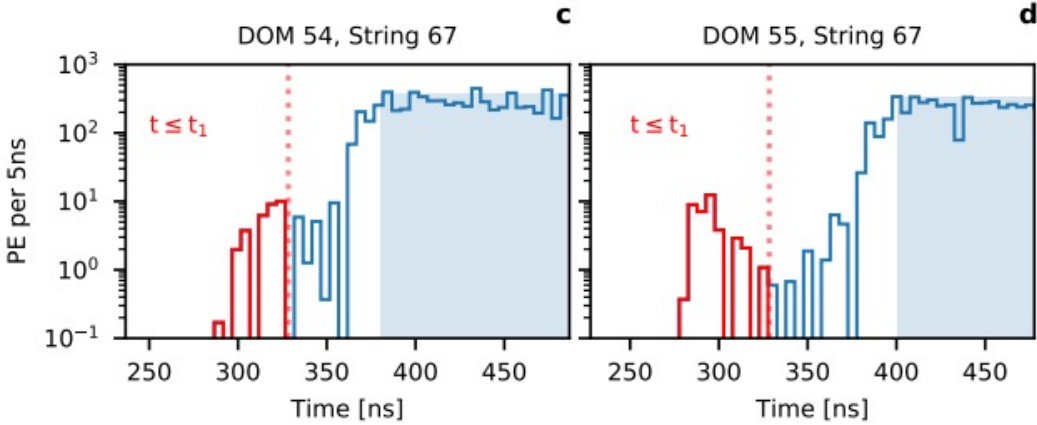 c
d
DOM 54, String 67
DOM 55, String 67
PE per 5ns
10³
10²
10¹
10⁰
10⁻¹
t ≤ t₁
t ≤ t₁
250 300 350 400 450
250 300 350 400 450
Time [ns]
Time [ns]